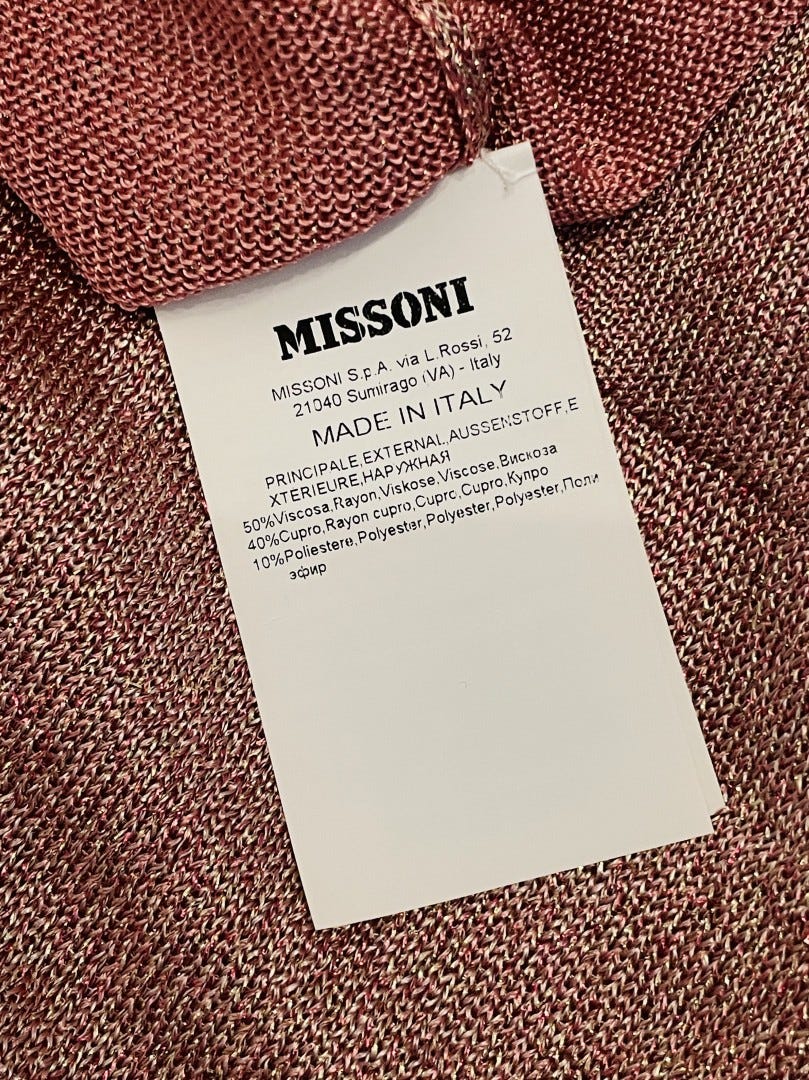 MISSONI
MISSONI S.p.A. via L.Rossi, 52
21040 Sumirago (VA) - Italy
MADE IN ITALY
PRINCIPALE,EXTERNAL,AUSSENSTOFF,E
XTERIEURE,НАРУЖНАЯ
50%Viscosa,Rayon,Viskose,Viscose,Вискоза
40%Cupro,Rayon cupro,Cupro,Cupro,Купро
10%Poliestere,Polyester,Polyester,Polyester,Поли
эфир